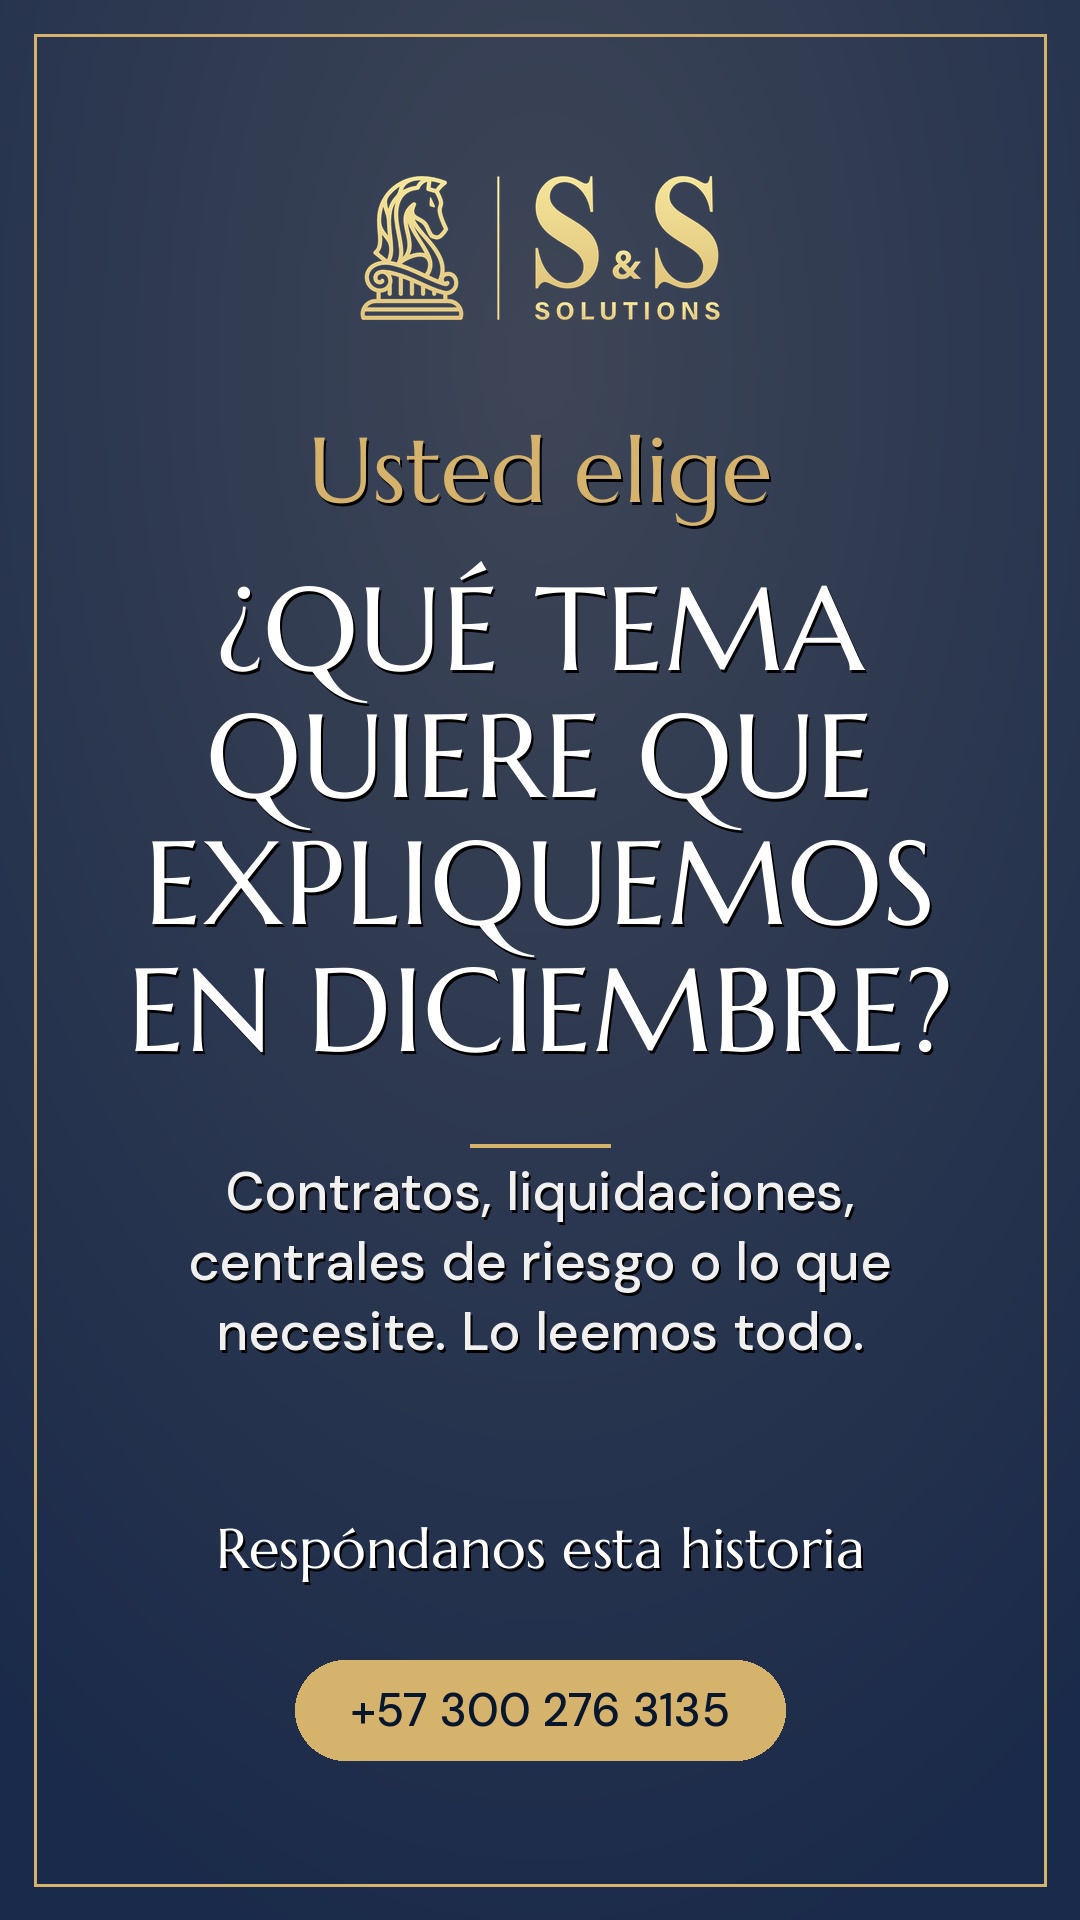 S & S
SOLUTIONS
Usted elige
¿QUÉ TEMA
QUIERE QUE
EXPLIQUEMOS
EN DICIEMBRE?
Contratos, liquidaciones,
centrales de riesgo o lo que
necesite. Lo leemos todo.
Respóndanos esta historia
+57 300 276 3135